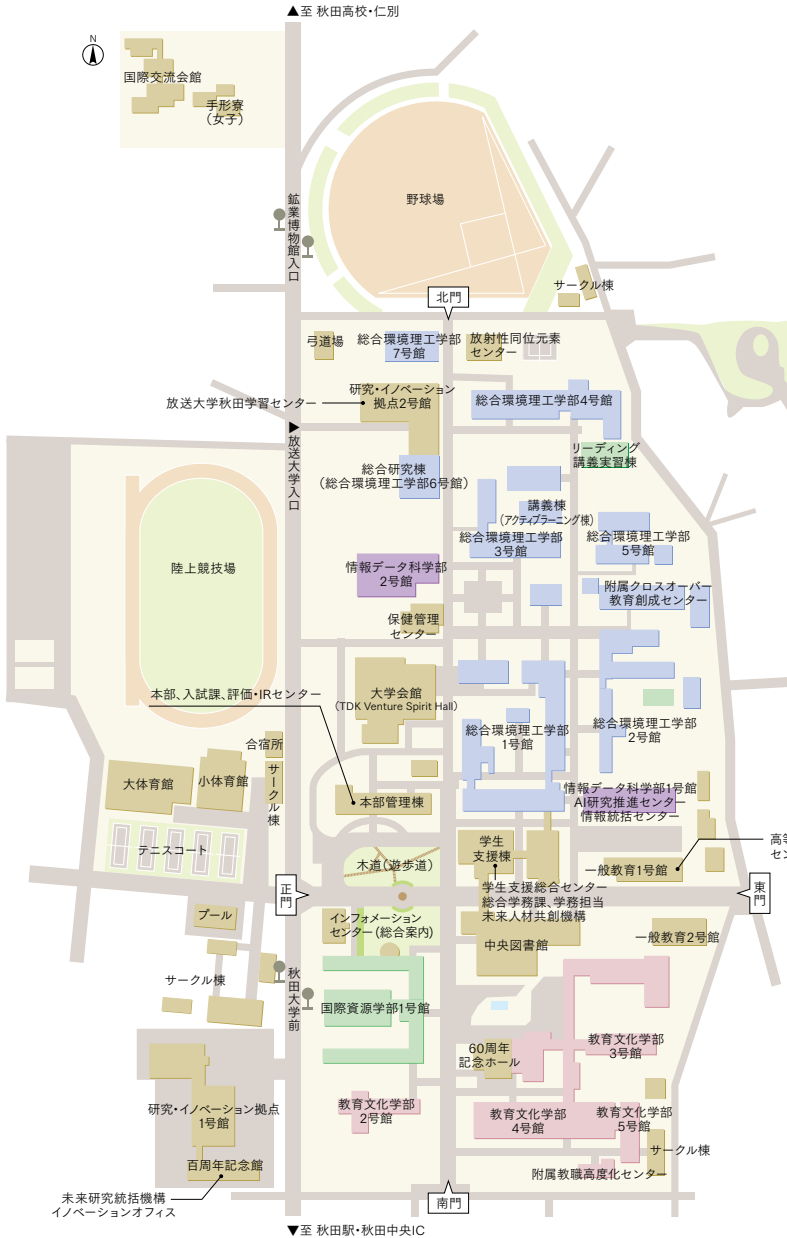 ▲至 秋田高校・仁別
N
国際交流会館
手形寮
（女子）
鉱業博物館入口
野球場
サークル棟
北門
弓道場
総合環境理工学部
7号館
放射性同位元素
センター
放送大学秋田学習センター
研究・イノベーション
拠点2号館
総合環境理工学部4号館
▶放送大学入口
リーディング
講義実習棟
総合研究棟
（総合環境理工学部6号館）
講義棟
（アクティブラーニング棟）
総合環境理工学部
3号館
総合環境理工学部
5号館
陸上競技場
情報データ科学部
2号館
附属クロスオーバー
教育創成センター
保健管理
センター
本部、入試課、評価・IRセンター
大学会館
（TDK Venture Spirit Hall）
総合環境理工学部
1号館
総合環境理工学部
2号館
合宿所
サークル棟
大体育館
小体育館
本部管理棟
情報データ科学部1号館
AI研究推進センター
情報統括センター
テニスコート
木道（遊歩道）
学生
支援棟
高等
セン
一般教育1号館
学生支援総合センター
総合学務課、学務担当
未来人材共創機構
正門
東門
プール
インフォメーション
センター（総合案内）
中央図書館
一般教育2号館
サークル棟
秋田大学前
国際資源学部1号館
60周年
記念ホール
教育文化学部
3号館
研究・イノベーション拠点
1号館
教育文化学部
2号館
教育文化学部
4号館
教育文化学部
5号館
サークル棟
百周年記念館
附属教職高度化センター
未来研究統括機構
イノベーションオフィス
南門
▼至 秋田駅・秋田中央IC